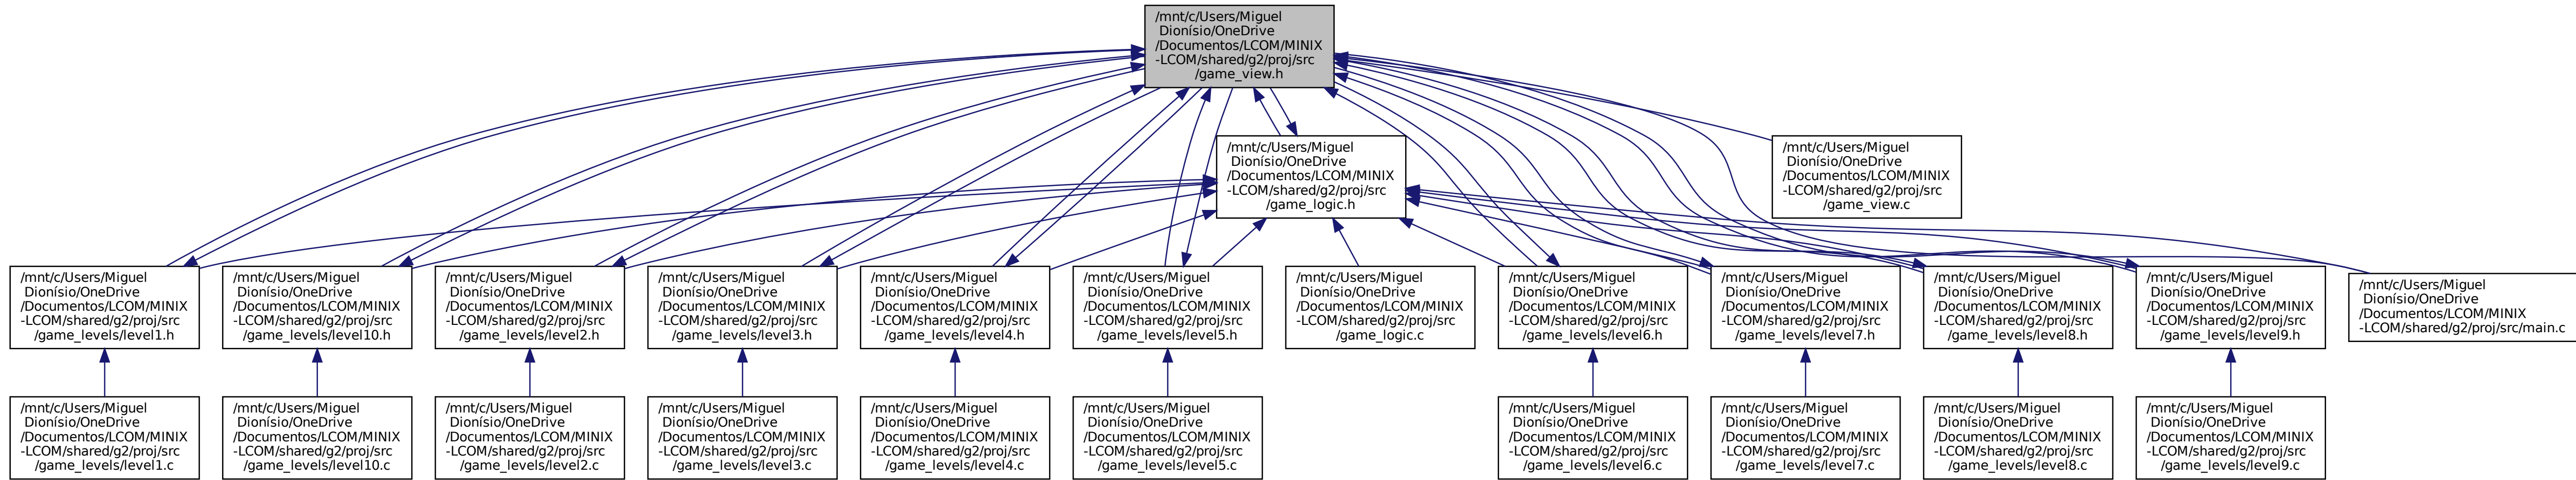 /mnt/c/Users/Miguel
Dionísio/OneDrive
/Documentos/LCOM/MINIX
-LCOM/shared/g2/proj/src
/game_view.h
/mnt/c/Users/Miguel
Dionísio/OneDrive
/Documentos/LCOM/MINIX
-LCOM/shared/g2/proj/src
/game_logic.h
/mnt/c/Users/Miguel
Dionísio/OneDrive
/Documentos/LCOM/MINIX
-LCOM/shared/g2/proj/src
/game_view.c
/mnt/c/Users/Miguel
Dionísio/OneDrive
/Documentos/LCOM/MINIX
-LCOM/shared/g2/proj/src
/game_levels/level1.h
/mnt/c/Users/Miguel
Dionísio/OneDrive
/Documentos/LCOM/MINIX
-LCOM/shared/g2/proj/src
/game_levels/level10.h
/mnt/c/Users/Miguel
Dionísio/OneDrive
/Documentos/LCOM/MINIX
-LCOM/shared/g2/proj/src
/game_levels/level2.h
/mnt/c/Users/Miguel
Dionísio/OneDrive
/Documentos/LCOM/MINIX
-LCOM/shared/g2/proj/src
/game_levels/level3.h
/mnt/c/Users/Miguel
Dionísio/OneDrive
/Documentos/LCOM/MINIX
-LCOM/shared/g2/proj/src
/game_levels/level4.h
/mnt/c/Users/Miguel
Dionísio/OneDrive
/Documentos/LCOM/MINIX
-LCOM/shared/g2/proj/src
/game_levels/level5.h
/mnt/c/Users/Miguel
Dionísio/OneDrive
/Documentos/LCOM/MINIX
-LCOM/shared/g2/proj/src
/game_logic.c
/mnt/c/Users/Miguel
Dionísio/OneDrive
/Documentos/LCOM/MINIX
-LCOM/shared/g2/proj/src
/game_levels/level6.h
/mnt/c/Users/Miguel
Dionísio/OneDrive
/Documentos/LCOM/MINIX
-LCOM/shared/g2/proj/src
/game_levels/level7.h
/mnt/c/Users/Miguel
Dionísio/OneDrive
/Documentos/LCOM/MINIX
-LCOM/shared/g2/proj/src
/game_levels/level8.h
/mnt/c/Users/Miguel
Dionísio/OneDrive
/Documentos/LCOM/MINIX
-LCOM/shared/g2/proj/src
/game_levels/level9.h
/mnt/c/Users/Miguel
Dionísio/OneDrive
/Documentos/LCOM/MINIX
-LCOM/shared/g2/proj/src/main.c
/mnt/c/Users/Miguel
Dionísio/OneDrive
/Documentos/LCOM/MINIX
-LCOM/shared/g2/proj/src
/game_levels/level1.c
/mnt/c/Users/Miguel
Dionísio/OneDrive
/Documentos/LCOM/MINIX
-LCOM/shared/g2/proj/src
/game_levels/level10.c
/mnt/c/Users/Miguel
Dionísio/OneDrive
/Documentos/LCOM/MINIX
-LCOM/shared/g2/proj/src
/game_levels/level2.c
/mnt/c/Users/Miguel
Dionísio/OneDrive
/Documentos/LCOM/MINIX
-LCOM/shared/g2/proj/src
/game_levels/level3.c
/mnt/c/Users/Miguel
Dionísio/OneDrive
/Documentos/LCOM/MINIX
-LCOM/shared/g2/proj/src
/game_levels/level4.c
/mnt/c/Users/Miguel
Dionísio/OneDrive
/Documentos/LCOM/MINIX
-LCOM/shared/g2/proj/src
/game_levels/level5.c
/mnt/c/Users/Miguel
Dionísio/OneDrive
/Documentos/LCOM/MINIX
-LCOM/shared/g2/proj/src
/game_levels/level6.c
/mnt/c/Users/Miguel
Dionísio/OneDrive
/Documentos/LCOM/MINIX
-LCOM/shared/g2/proj/src
/game_levels/level7.c
/mnt/c/Users/Miguel
Dionísio/OneDrive
/Documentos/LCOM/MINIX
-LCOM/shared/g2/proj/src
/game_levels/level8.c
/mnt/c/Users/Miguel
Dionísio/OneDrive
/Documentos/LCOM/MINIX
-LCOM/shared/g2/proj/src
/game_levels/level9.c